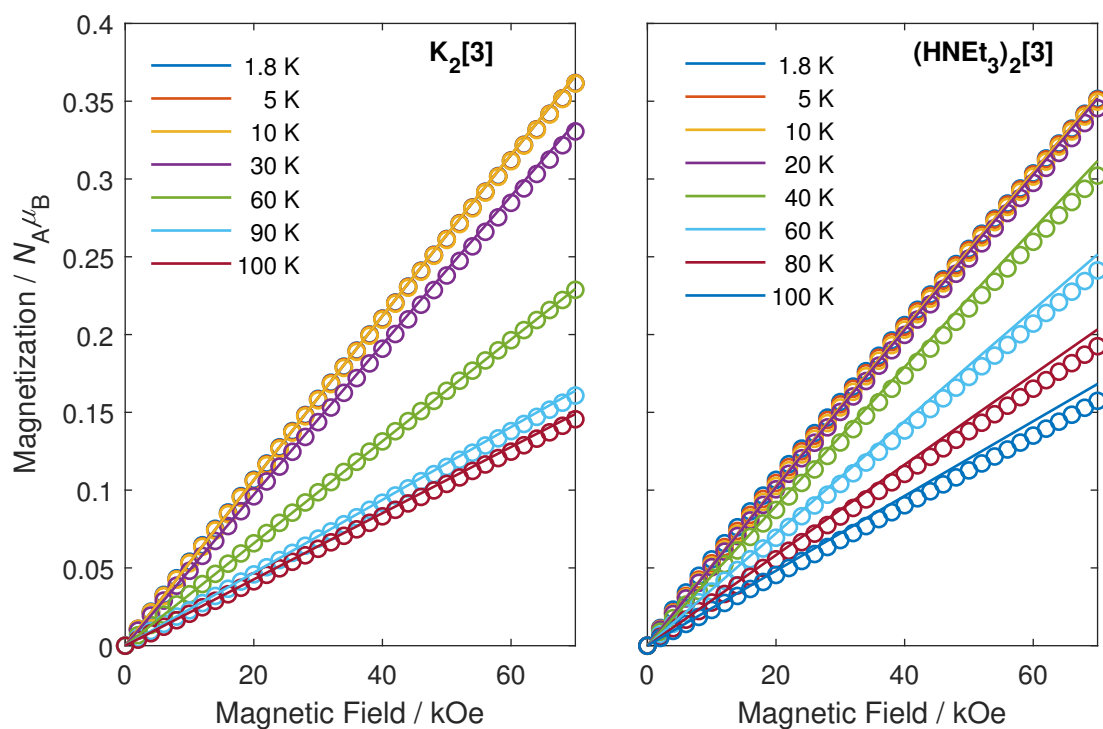 Magnetization / N_A μ_B
0.4
0.35
0.3
0.25
0.2
0.15
0.1
0.05
0
K₂[3]
1.8 K
5 K
10 K
30 K
60 K
90 K
100 K
0 20 40 60
Magnetic Field / kOe
(HNEt₃)₂[3]
1.8 K
5 K
10 K
20 K
40 K
60 K
80 K
100 K
0 20 40 60
Magnetic Field / kOe